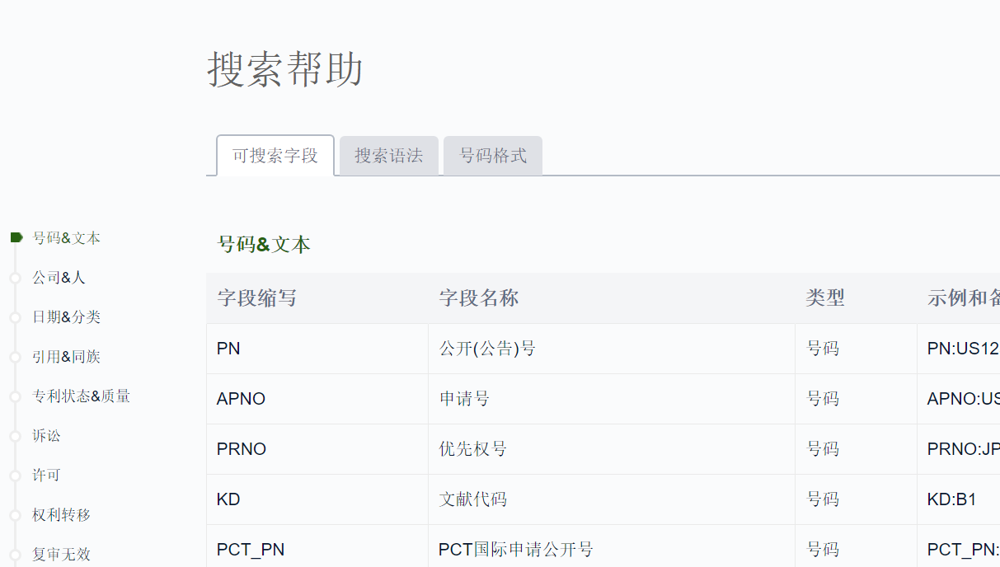 搜索帮助
可搜索字段 搜索语法 号码格式
号码&文本
公司&人
日期&分类
引用&同族
专利状态&质量
诉讼
许可
权利转移
复审无效
号码&文本
字段缩写 字段名称 类型 示例和
PN 公开(公告)号 号码 PN:US12
APNO 申请号 号码 APNO:US
PRNO 优先权号 号码 PRNO:JP
KD 文献代码 号码 KD:B1
PCT_PN PCT国际申请公开号 号码 PCT_PN: